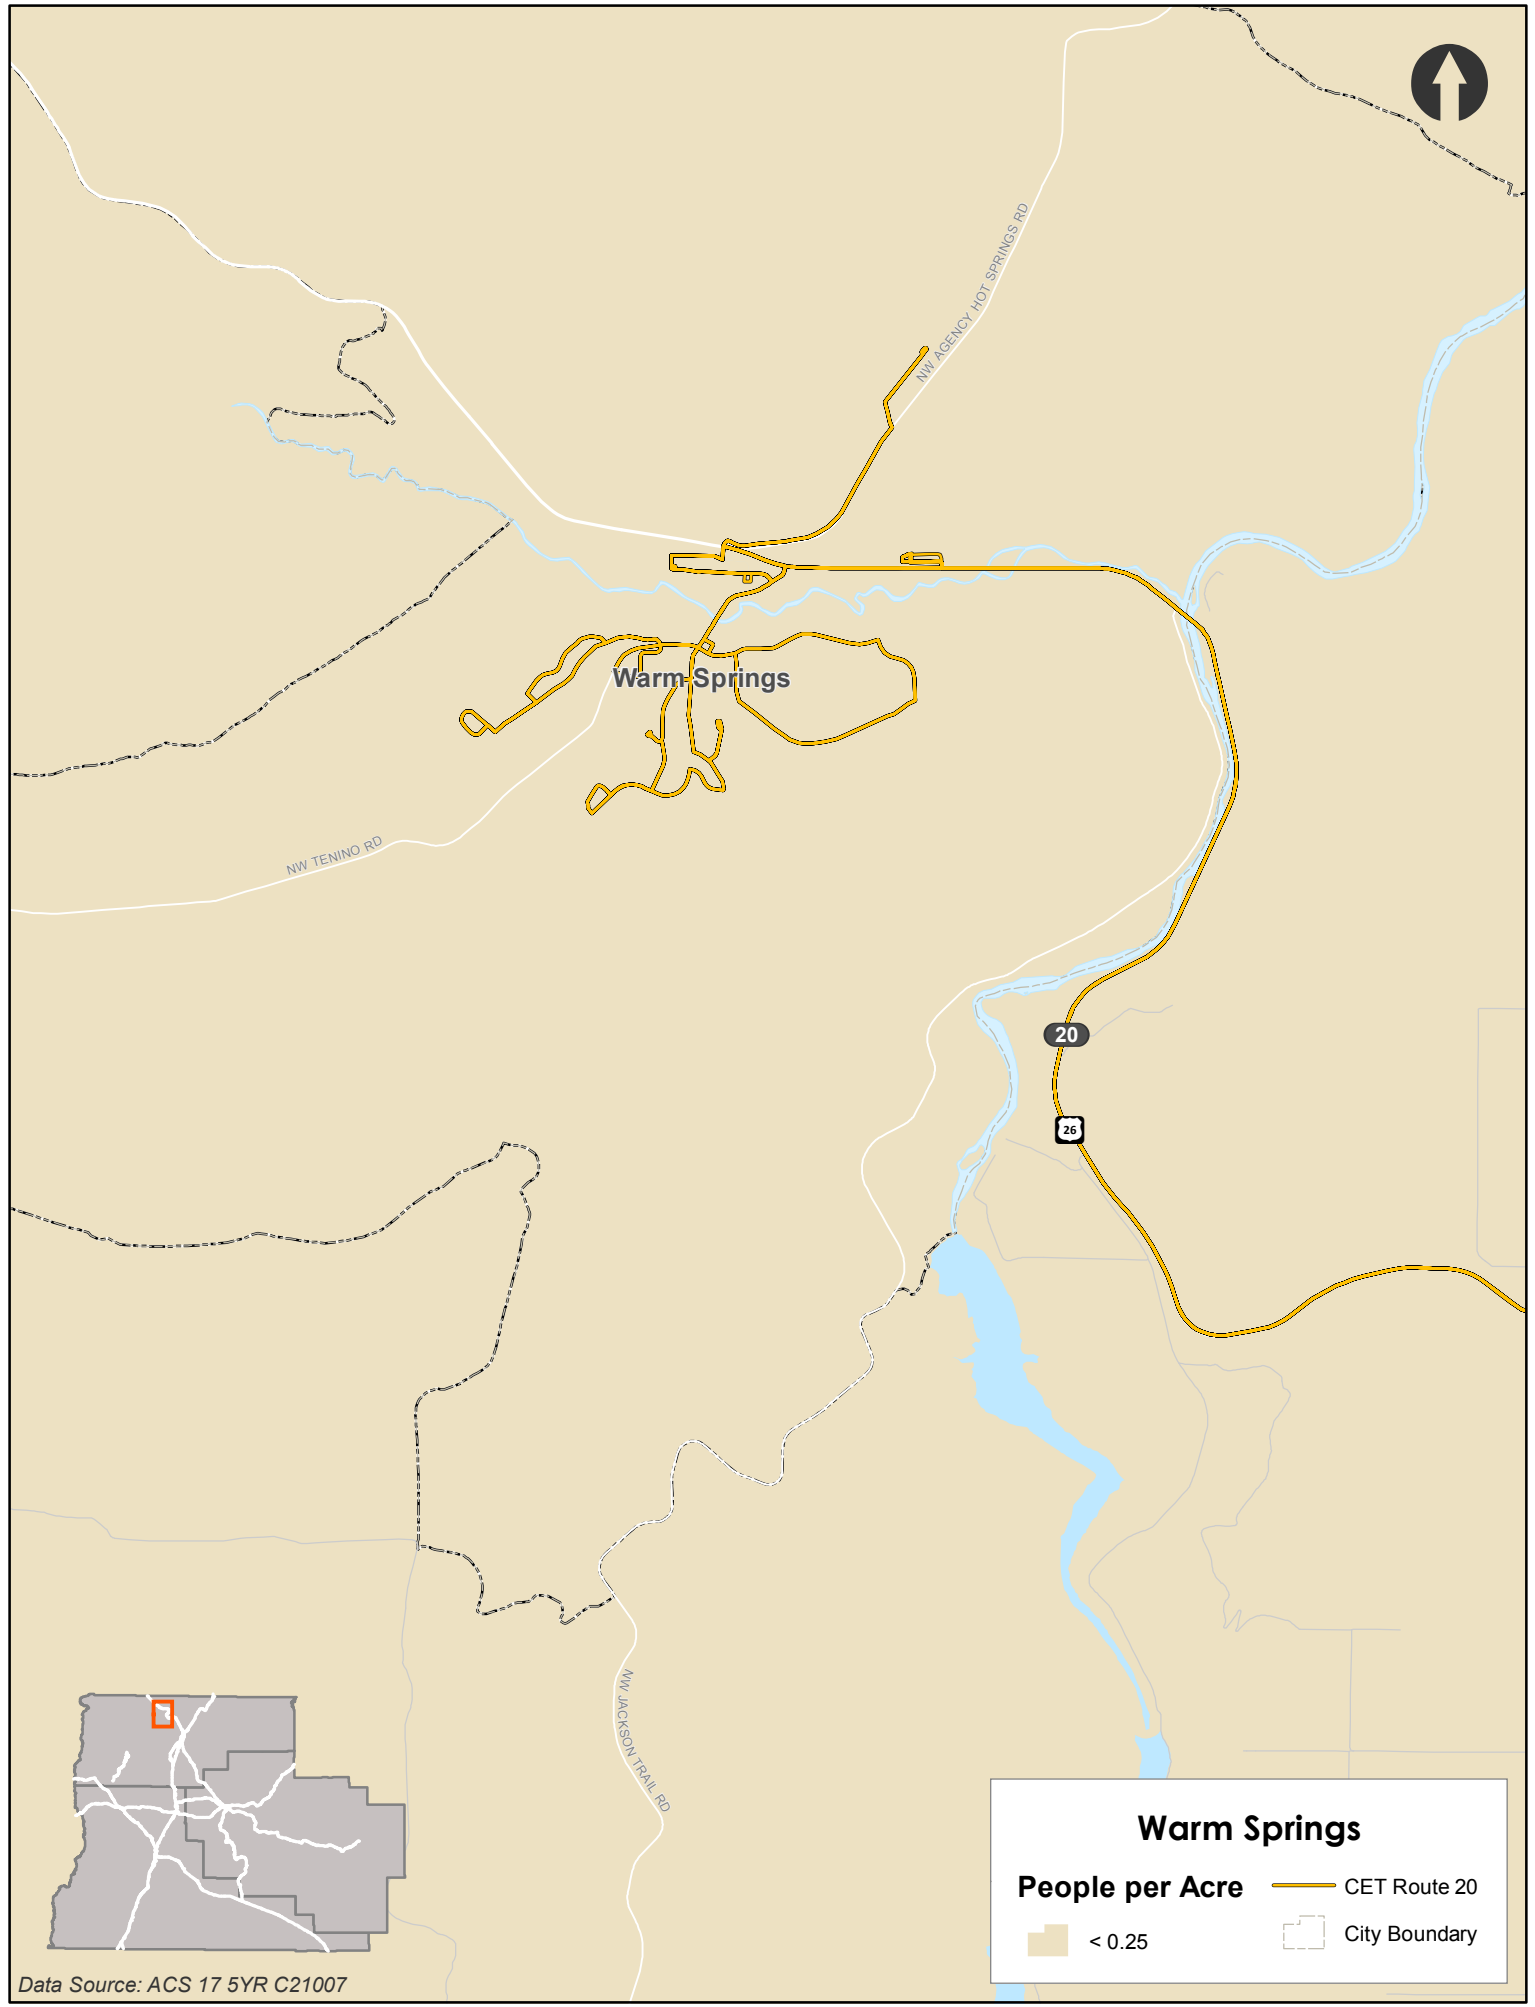 NW AGENCY HOT SPRINGS RD
Warm Springs
NW TENINO RD
20
26
NW JACKSON TRAIL RD
Warm Springs
People per Acre
CET Route 20
< 0.25
City Boundary
Data Source: ACS 17 5YR C21007